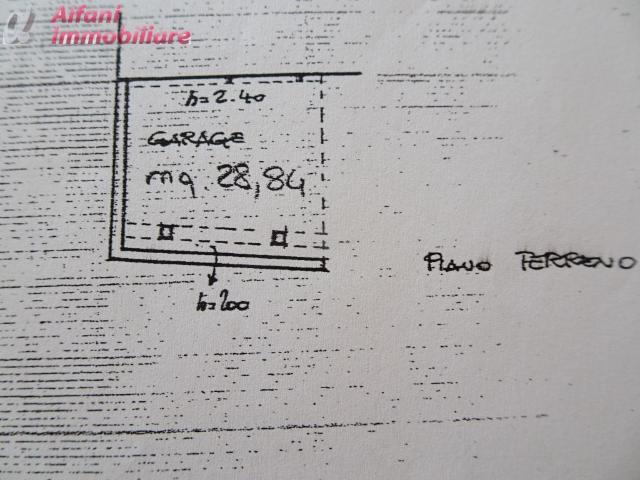 Aifani
immobiliare
h=2.40
GARAGE
mq. 28,84
PIANO TERRENO
h=200